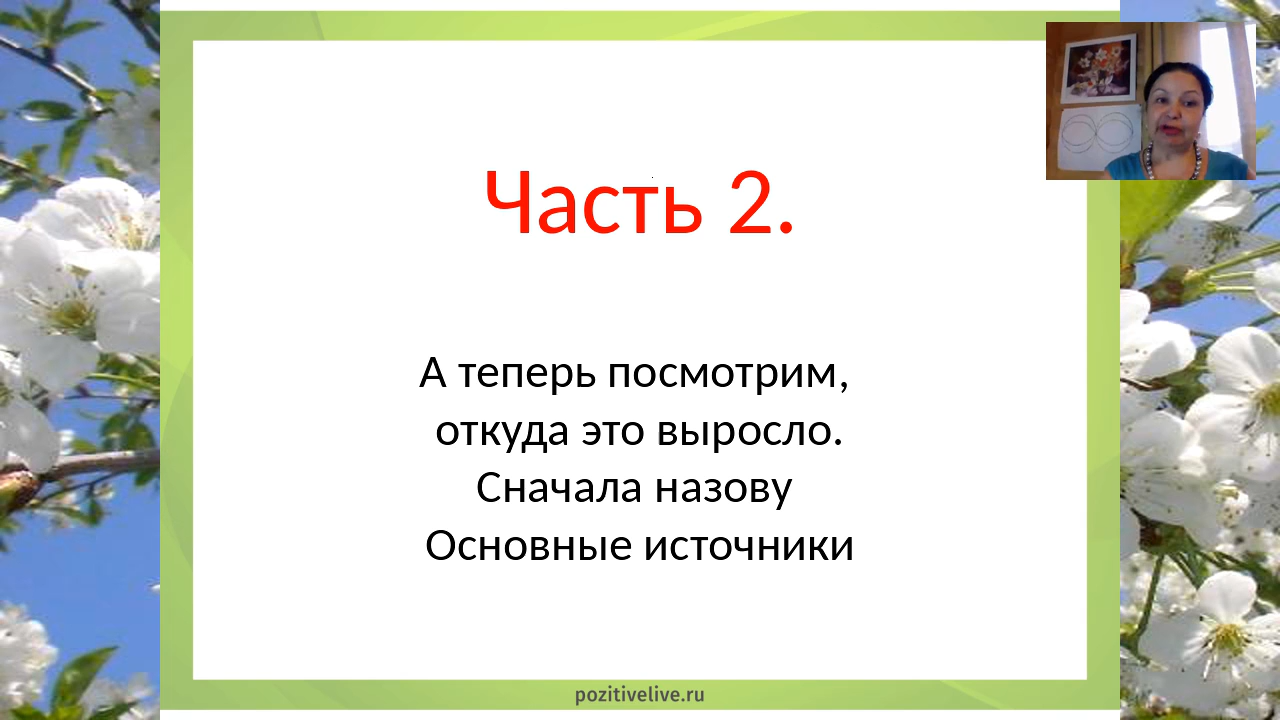 Часть 2.
А теперь посмотрим,
откуда это выросло.
Сначала назову
Основные источники
pozitivelive.ru